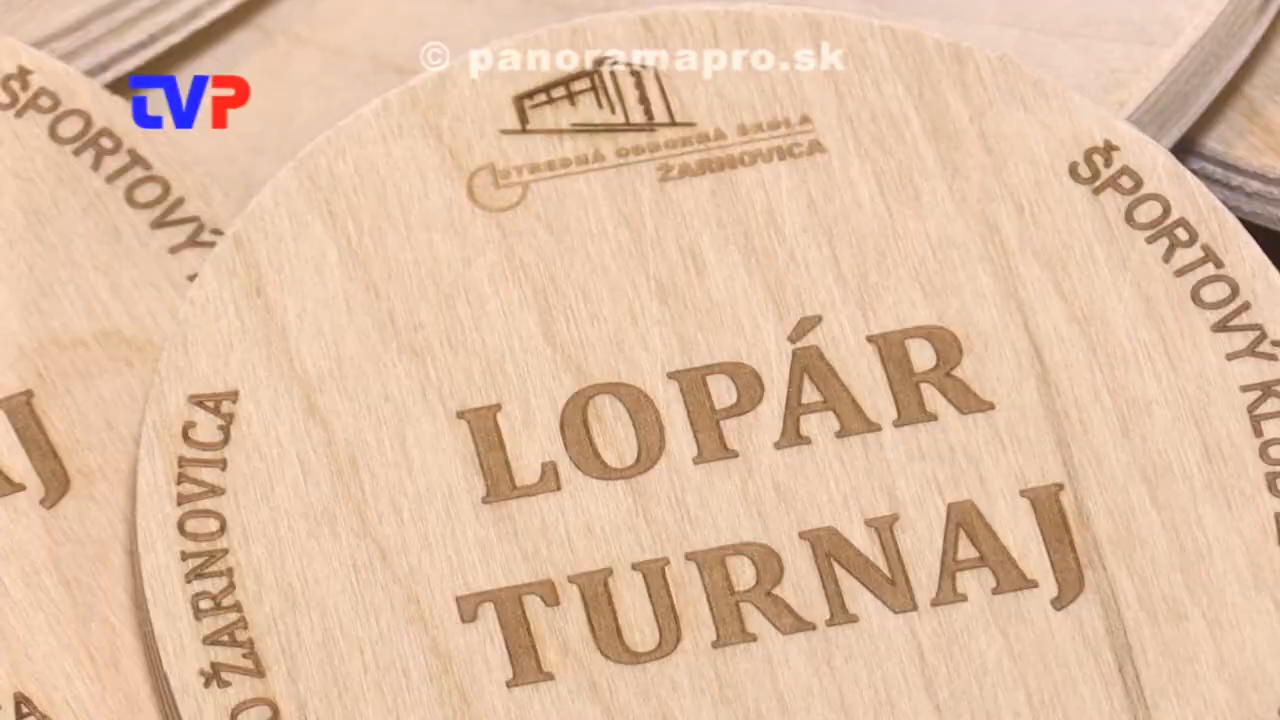 © panoramapro.sk
TVP
STREDNÁ ODBORNÁ ŠKOLA
ŽARNOVICA
ŠPORTOVÝ
ŠPORTOVÝ KLUB
LOPÁR
TURNAJ
ŽARNOVICA